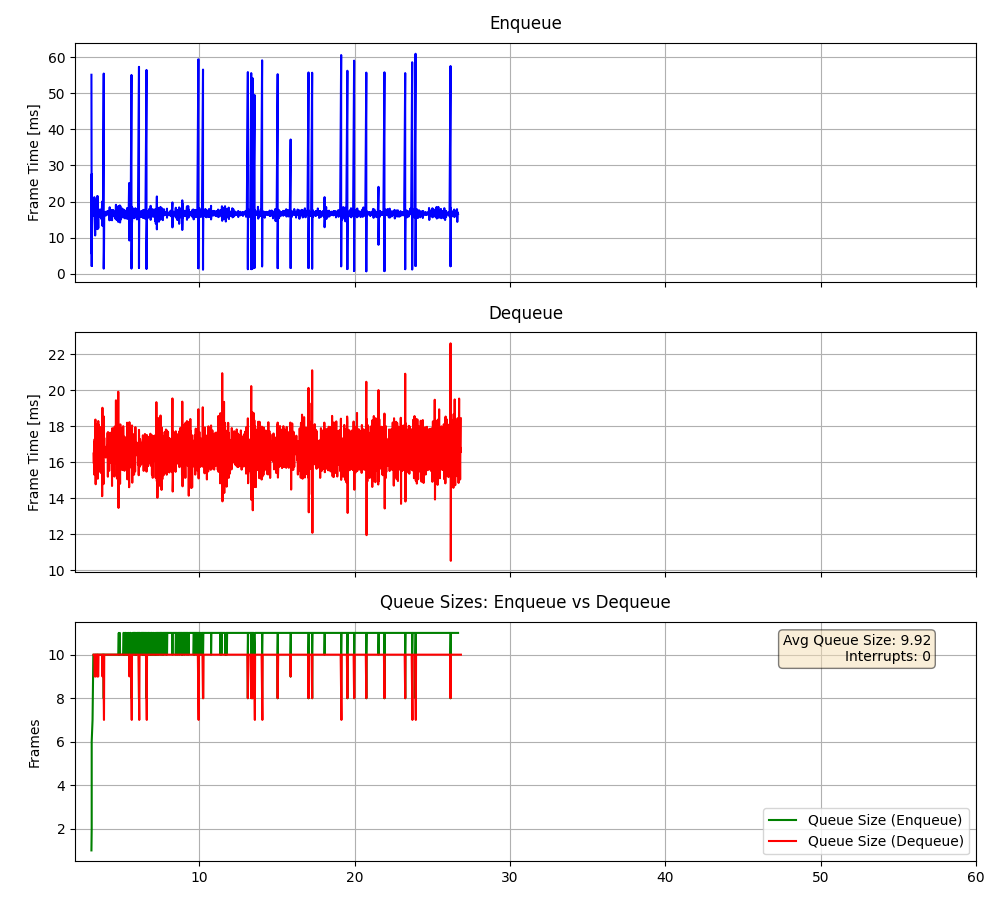 Enqueue
Frame Time [ms]
60
50
40
30
20
10
0
Dequeue
Frame Time [ms]
22
20
18
16
14
12
10
Queue Sizes: Enqueue vs Dequeue
Frames
10
8
6
4
2
Avg Queue Size: 9.92
Interrupts: 0
Queue Size (Enqueue)
Queue Size (Dequeue)
10 20 30 40 50 60